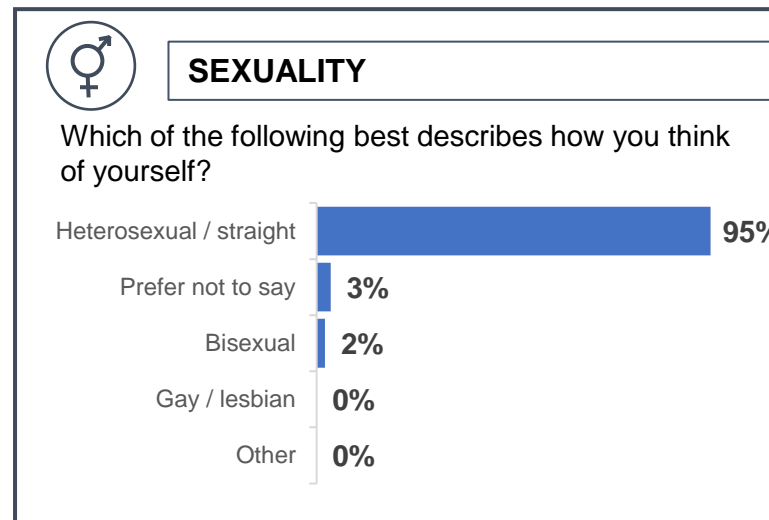 SEXUALITY
Which of the following best describes how you think
of yourself?
Heterosexual / straight 95%
Prefer not to say 3%
Bisexual 2%
Gay / lesbian 0%
Other 0%